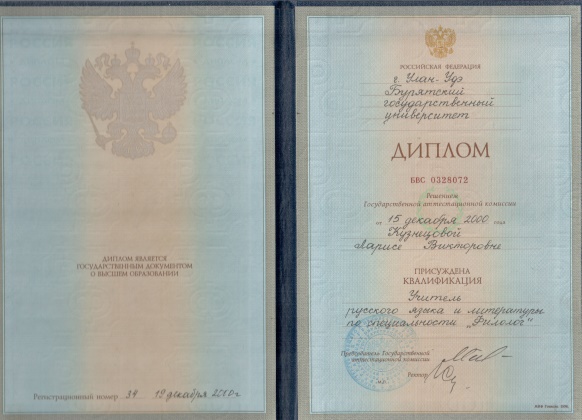 ДИПЛОМ ЯВЛЯЕТСЯ
ГОСУДАРСТВЕННЫМ ДОКУМЕНТОМ
О ВЫСШЕМ ОБРАЗОВАНИИ
Регистрационный номер 39 19 декабря 2000 г.
РОССИЙСКАЯ ФЕДЕРАЦИЯ
г. Улан-Удэ
Бурятский
государственный
университет
ДИПЛОМ
БВС 0328072
Решением
Государственной аттестационной комиссии
от 15 декабря 2000 года
Кузнецовой
Ларисе Викторовне
ПРИСУЖДЕНА
КВАЛИФИКАЦИЯ
Учитель
русского языка и литературы
по специальности „Филолог"
Председатель Государственной
аттестационной комиссии
Ректор